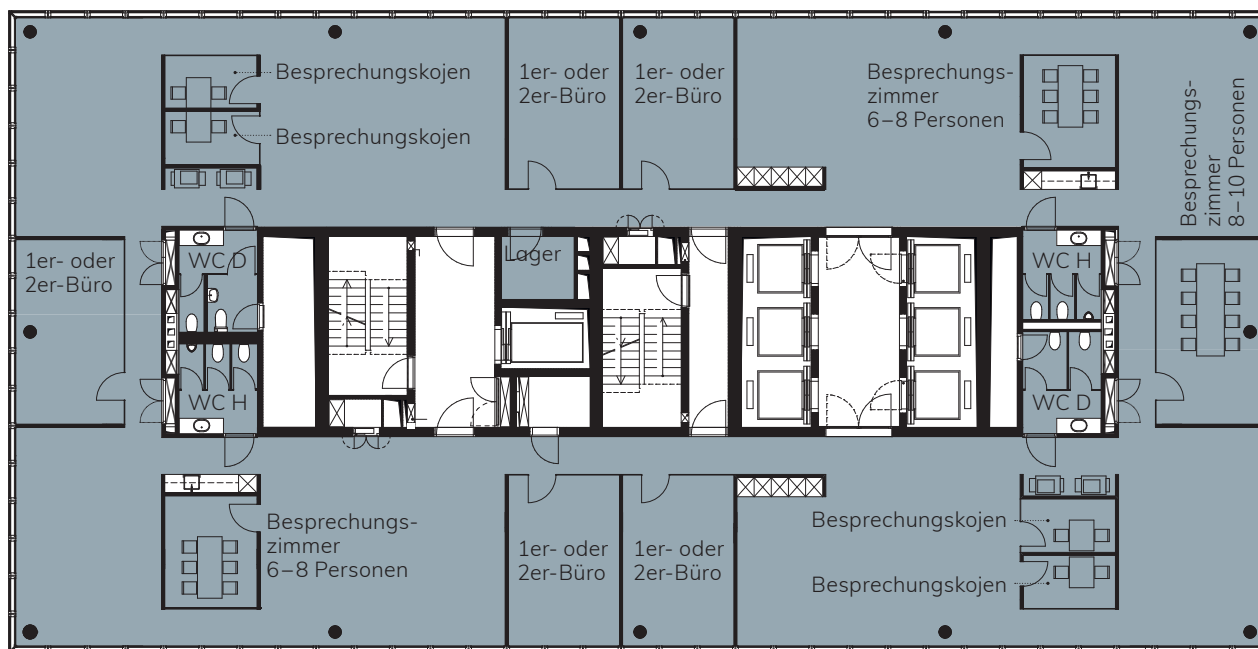 Besprechungskojen
Besprechungskojen
1er- oder
2er-Büro
1er- oder
2er-Büro
Besprechungs-
zimmer
6–8 Personen
Besprechungs-
zimmer
8–10 Personen
1er- oder
2er-Büro
WC D
Lager
WC H
WC H
WC D
Besprechungs-
zimmer
6–8 Personen
1er- oder
2er-Büro
1er- oder
2er-Büro
Besprechungskojen
Besprechungskojen